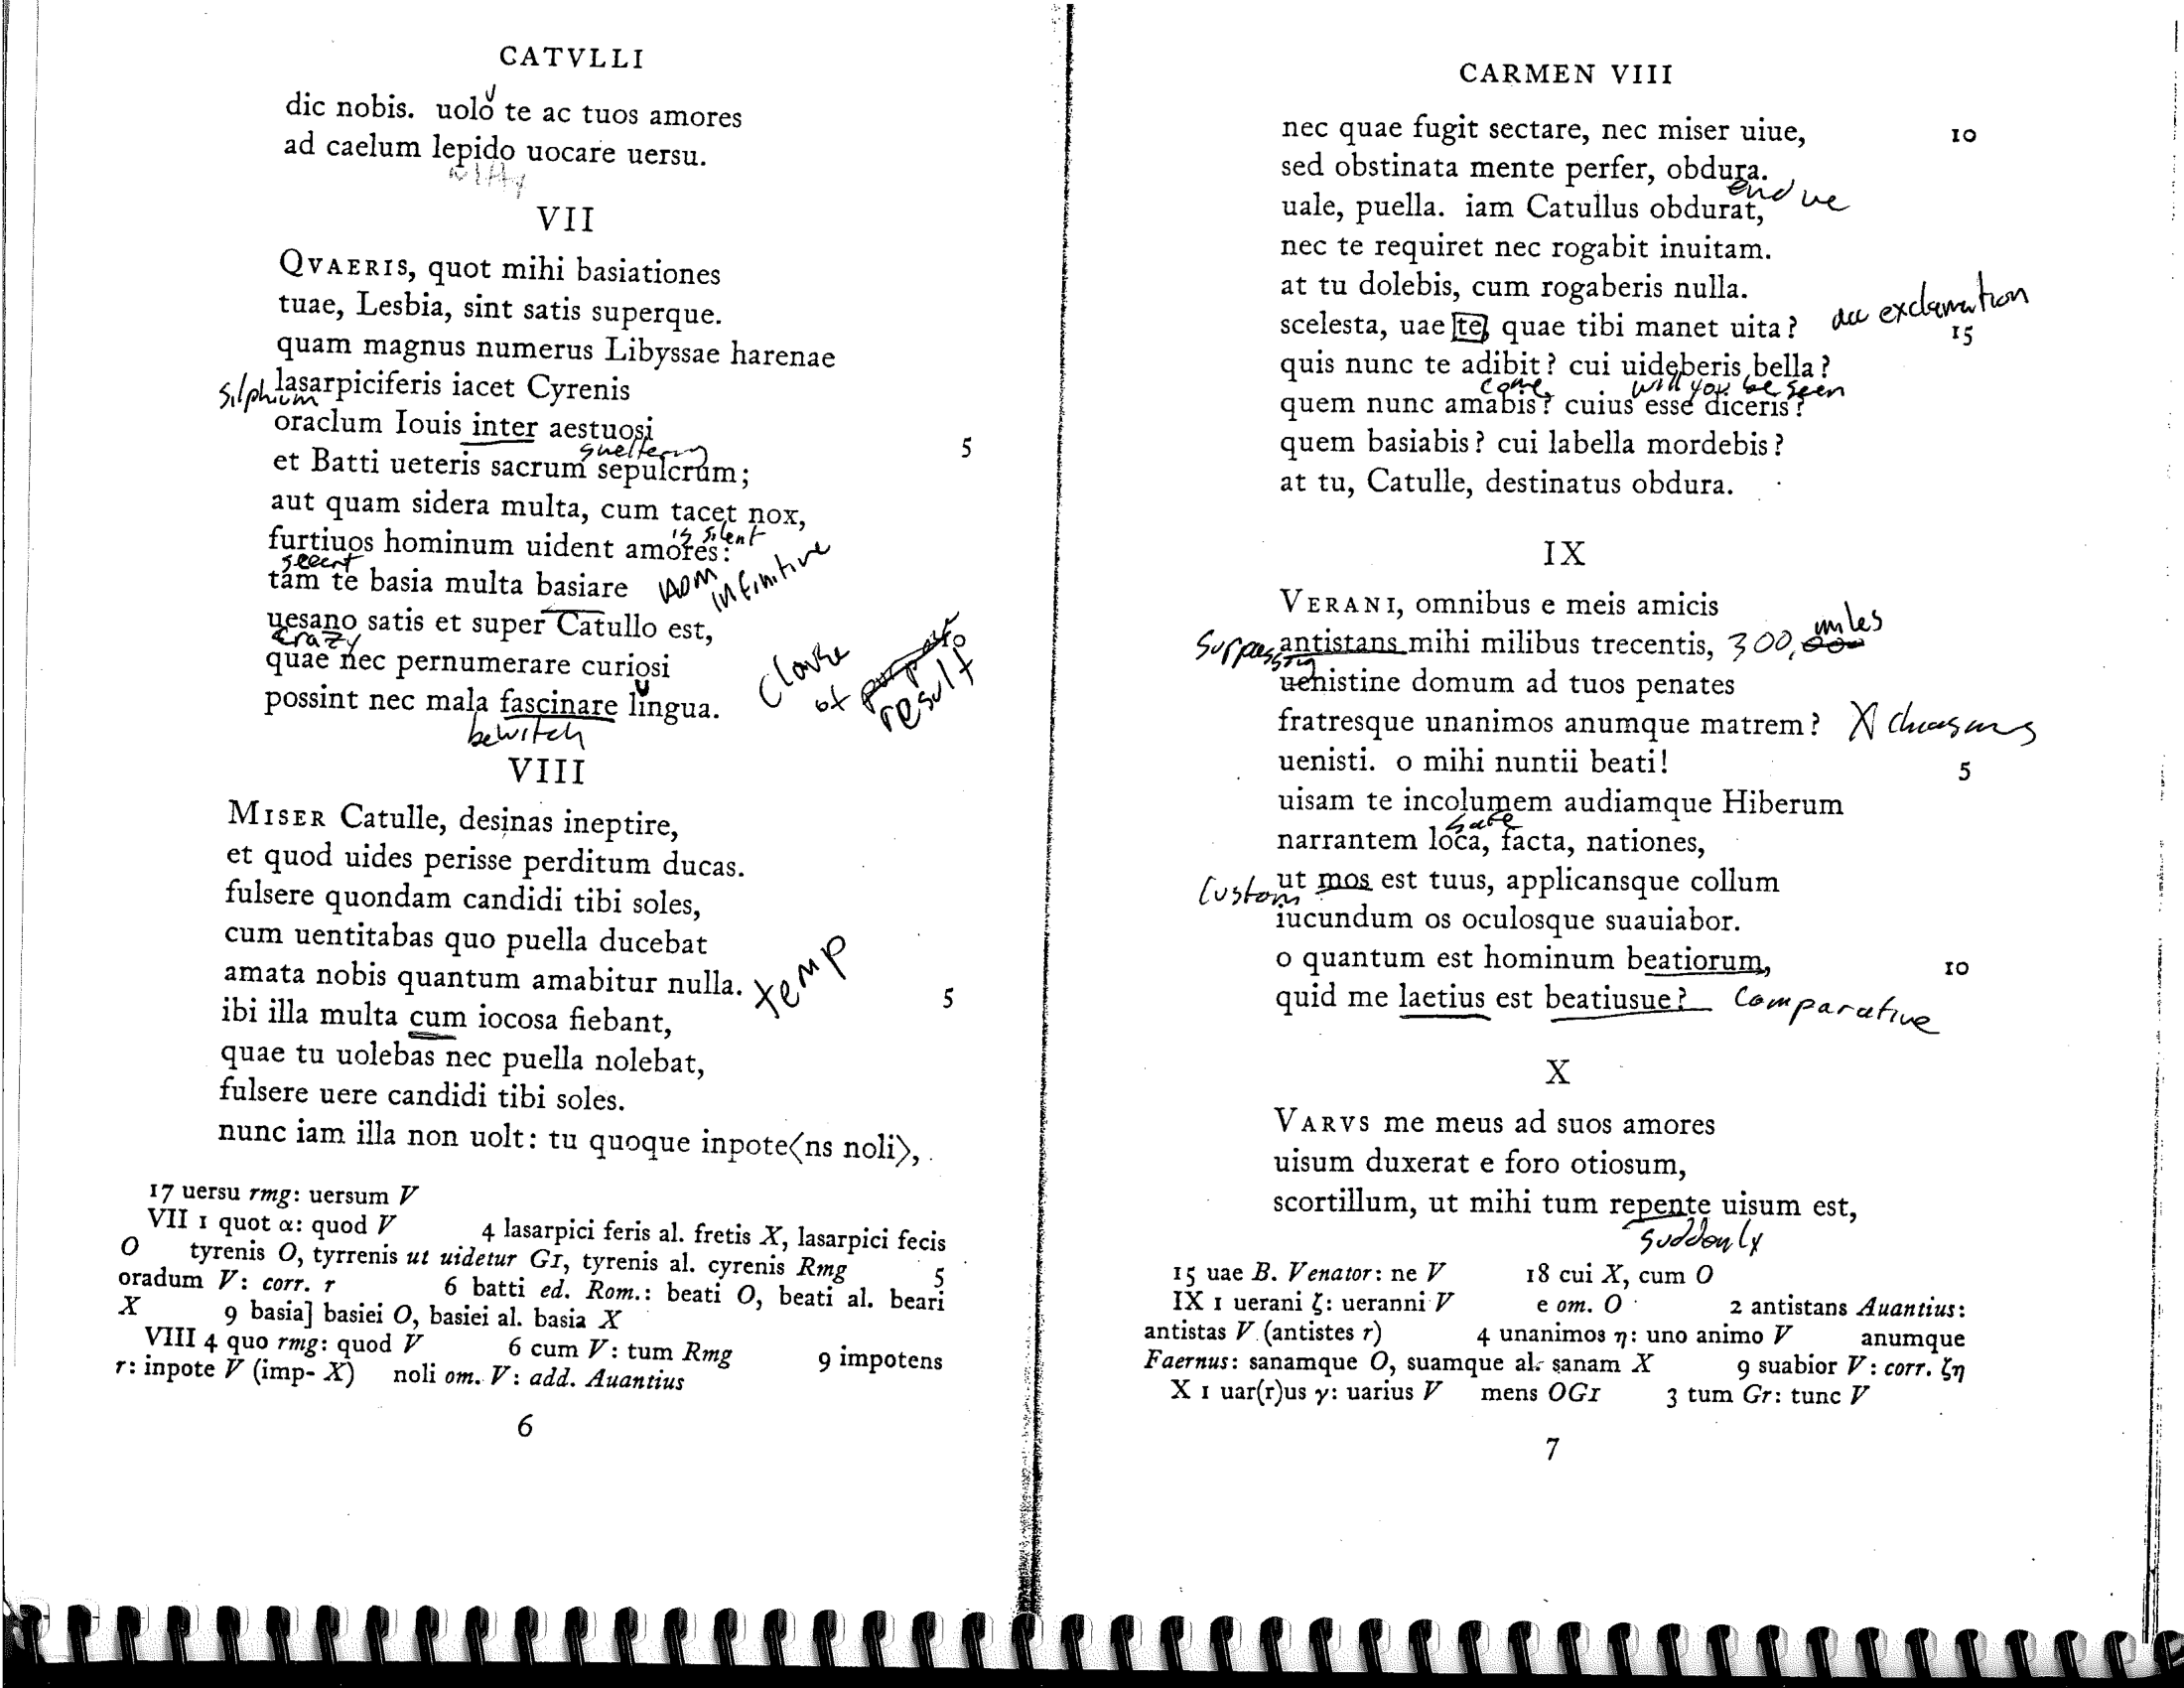 CATVLLI
dic nobis. uolo te ac tuos amores
ad caelum lepido uocare uersu.
witty
VII
QVAERIS, quot mihi basiationes
tuae, Lesbia, sint satis superque.
quam magnus numerus Libyssae harenae
silphium lasarpiciferis iacet Cyrenis
oraclum Iouis inter aestuosi 5
sweltering
et Batti ueteris sacrum sepulcrum;
aut quam sidera multa, cum tacet nox,
is silent
furtiuos hominum uident amores:
secret
tam te basia multa basiare nom infinitive
uesano satis et super Catullo est,
crazy
quae nec pernumerare curiosi
possint nec mala fascinare lingua.
clause of purpose result
bewitch
VIII
MISER Catulle, desinas ineptire,
et quod uides perisse perditum ducas.
fulsere quondam candidi tibi soles,
cum uentitabas quo puella ducebat
amata nobis quantum amabitur nulla. temp 5
ibi illa multa cum iocosa fiebant,
quae tu uolebas nec puella nolebat,
fulsere uere candidi tibi soles.
nunc iam illa non uolt: tu quoque inpote⟨ns noli⟩,
17 uersu rmg: uersum V
VII 1 quot α: quod V 4 lasarpici feris al. fretis X, lasarpici fecis
O tyrenis O, tyrrenis ut uidetur G1, tyrenis al. cyrenis Rmg 5
oradum V: corr. r 6 batti ed. Rom.: beati O, beati al. beari
X 9 basia] basiei O, basiei al. basia X
VIII 4 quo rmg: quod V 6 cum V: tum Rmg 9 impotens
r: inpote V (imp- X) noli om. V: add. Auantius
6
CARMEN VIII
nec quae fugit sectare, nec miser uiue, 10
sed obstinata mente perfer, obdura.
uale, puella. iam Catullus obdurat,
nec te requiret nec rogabit inuitam.
at tu dolebis, cum rogaberis nulla.
scelesta, uae te, quae tibi manet uita? acc exclamation 15
quis nunc te adibit? cui uideberis bella?
come will you be seen
quem nunc amabis? cuius esse diceris?
quem basiabis? cui labella mordebis?
at tu, Catulle, destinatus obdura.
IX
VERANI, omnibus e meis amicis
surpassing antistans mihi milibus trecentis, 300, miles
uenistine domum ad tuos penates
fratresque unanimos anumque matrem? X chiasmus
uenisti. o mihi nuntii beati! 5
uisam te incolumem audiamque Hiberum
safe
narrantem loca, facta, nationes,
custom ut mos est tuus, applicansque collum
iucundum os oculosque suauiabor.
o quantum est hominum beatiorum, 10
quid me laetius est beatiusue? Comparative
X
VARVS me meus ad suos amores
uisum duxerat e foro otiosum,
scortillum, ut mihi tum repente uisum est,
suddenly
15 uae B. Venator: ne V 18 cui X, cum O
IX 1 uerani ζ: ueranni V e om. O 2 antistans Auantius:
antistas V (antistes r) 4 unanimos η: uno animo V anumque
Faernus: sanamque O, suamque al. sanam X 9 suabior V: corr. ζη
X 1 uar(r)us γ: uarius V mens OG1 3 tum Gr: tunc V
7